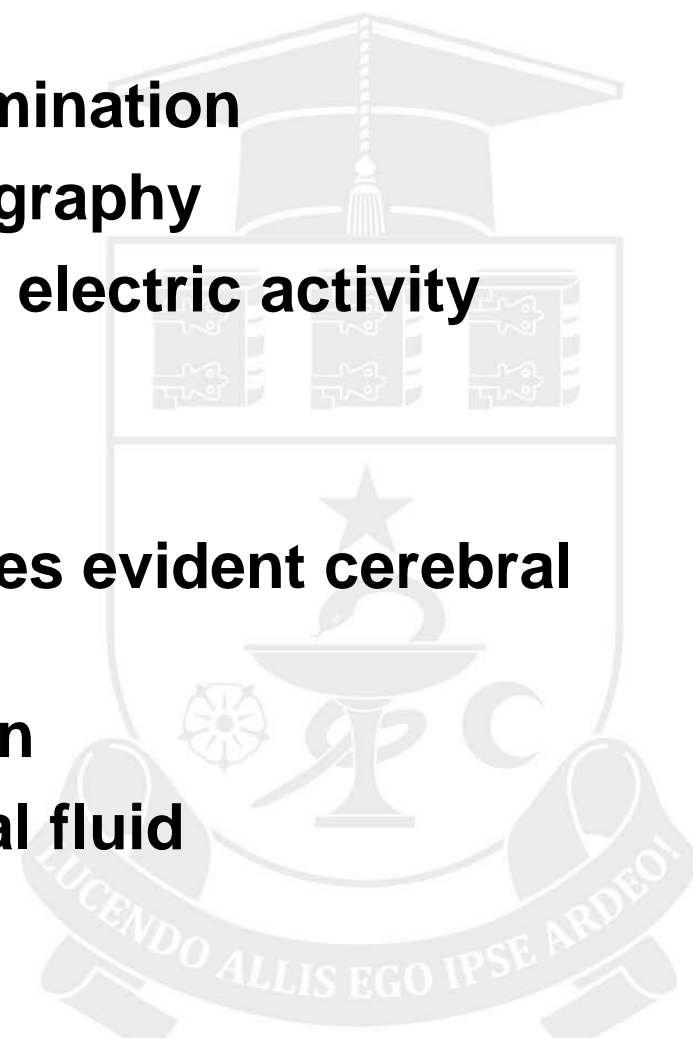 mination
graphy
electric activity
es evident cerebral
n
al fluid
LUCENDO ALLIS EGO IPSE ARDEO!